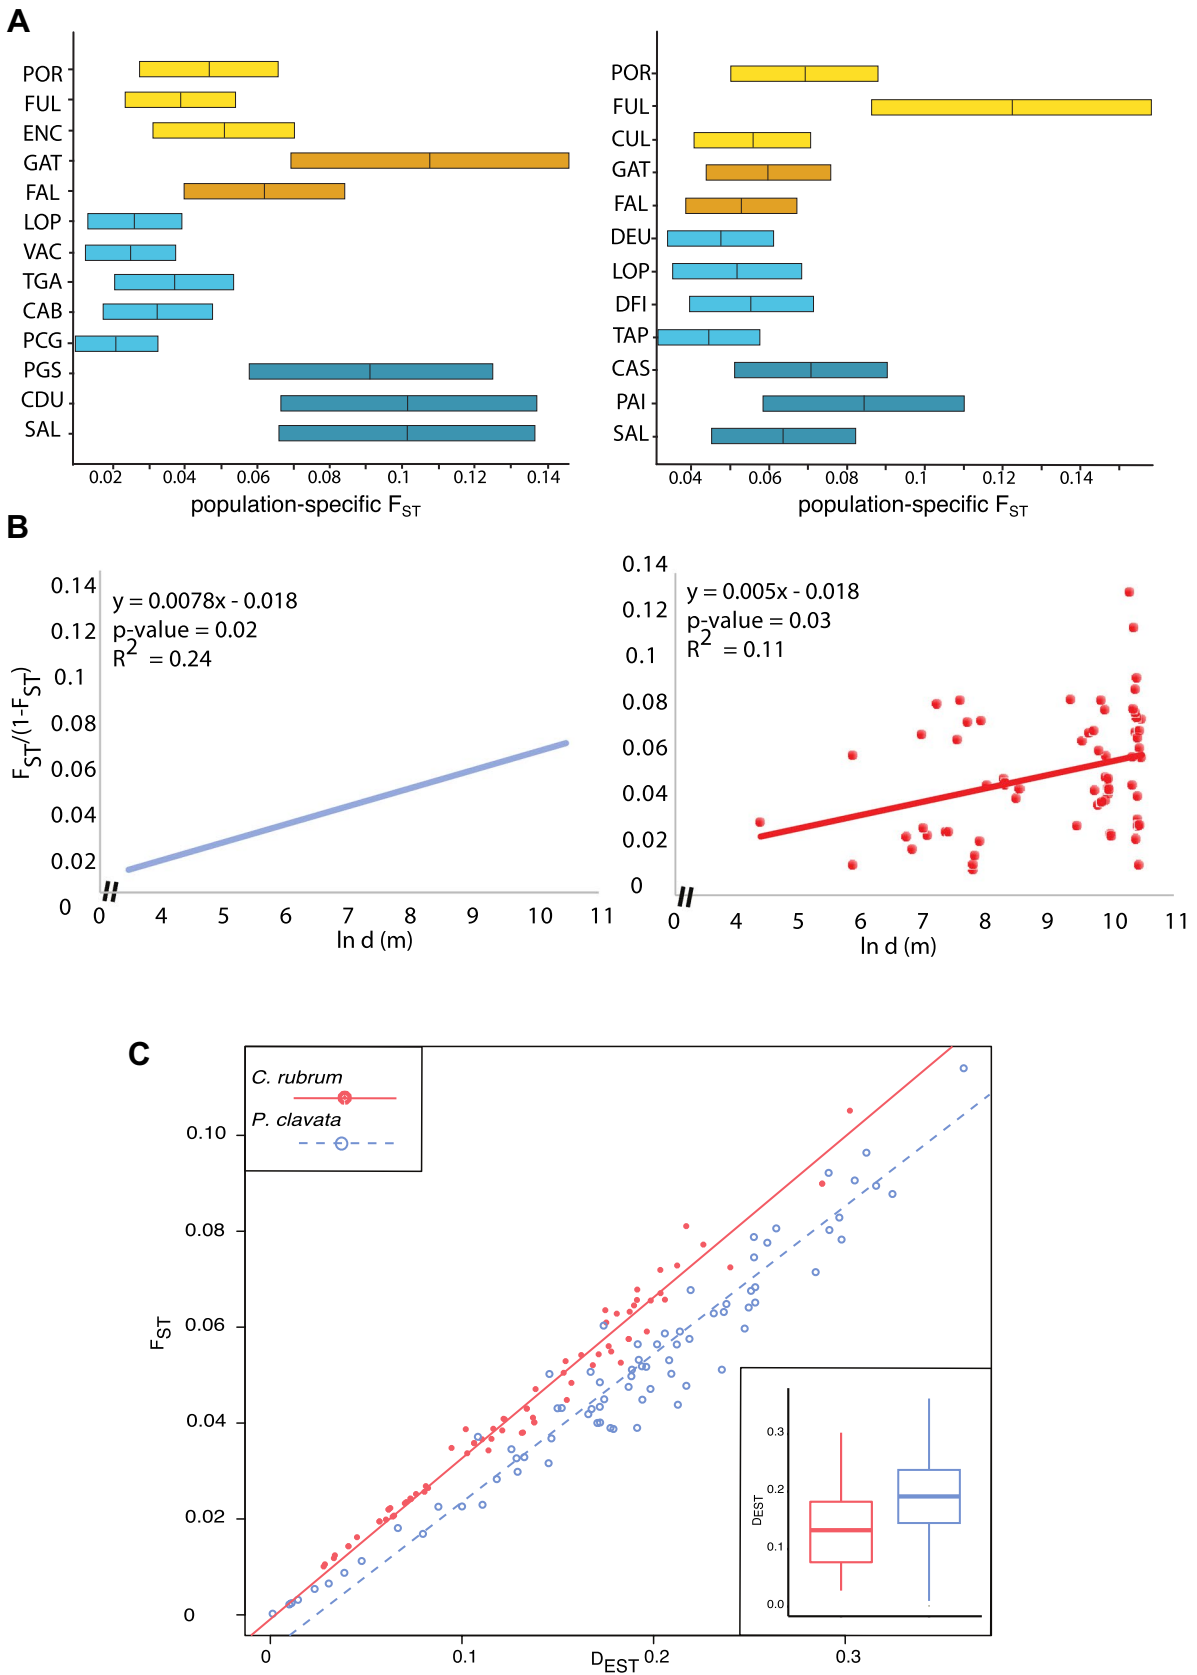 A
POR
FUL
ENC
GAT
FAL
LOP
VAC
TGA
CAB
PCG
PGS
CDU
SAL
0.02 0.04 0.06 0.08 0.1 0.12 0.14
population-specific FST
POR
FUL
CUL
GAT
FAL
DEU
LOP
DFI
TAP
CAS
PAI
SAL
0.04 0.06 0.08 0.1 0.12 0.14
population-specific FST
B
FST/(1-FST)
0.14
0.12
0.1
0.08
0.06
0.04
0.02
0
y = 0.0078x - 0.018
p-value = 0.02
R2 = 0.24
0 4 5 6 7 8 9 10 11
ln d (m)
0.14
0.12
0.1
0.08
0.06
0.04
0.02
0
y = 0.005x - 0.018
p-value = 0.03
R2 = 0.11
0 4 5 6 7 8 9 10 11
ln d (m)
C
C. rubrum
P. clavata
FST
0.10
0.08
0.06
0.04
0.02
0
0 0.1 0.2 0.3
DEST
DEST
0.3
0.2
0.1
0.0